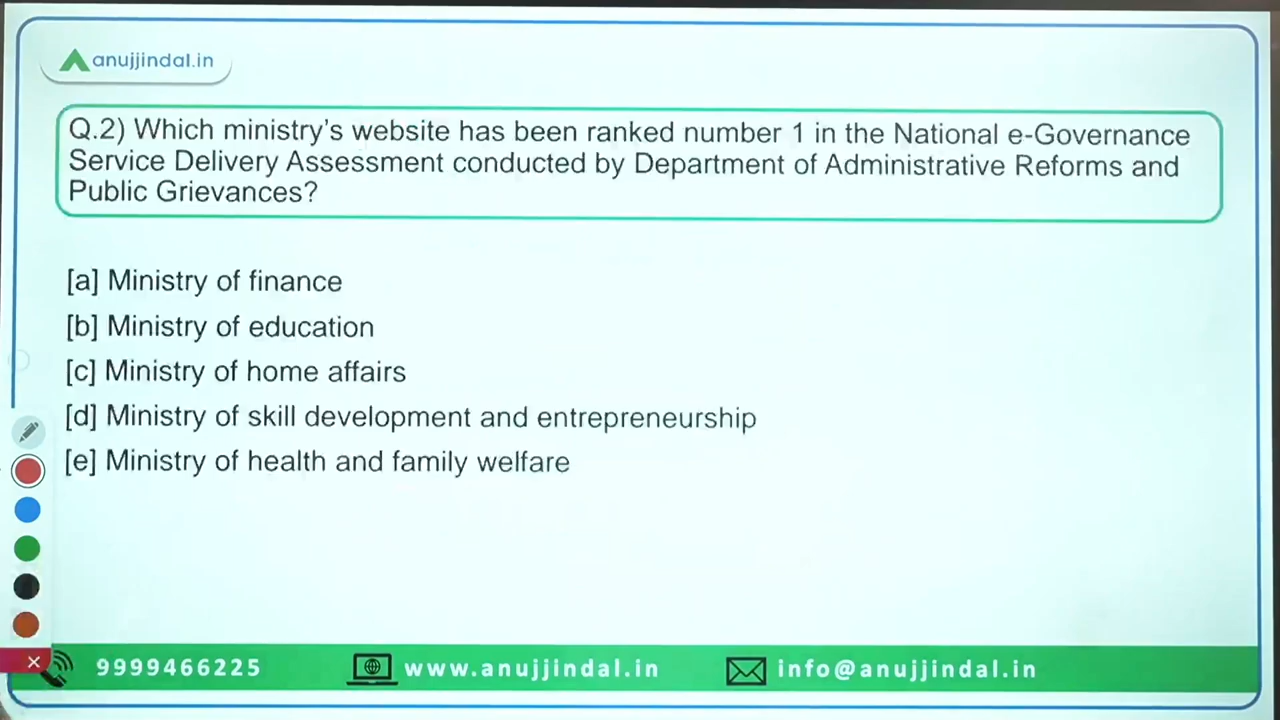 anujjindal.in
Q.2) Which ministry's website has been ranked number 1 in the National e-Governance
Service Delivery Assessment conducted by Department of Administrative Reforms and
Public Grievances?
[a] Ministry of finance
[b] Ministry of education
[c] Ministry of home affairs
[d] Ministry of skill development and entrepreneurship
[e] Ministry of health and family welfare
9999466225 www.anujjindal.in info@anujjindal.in